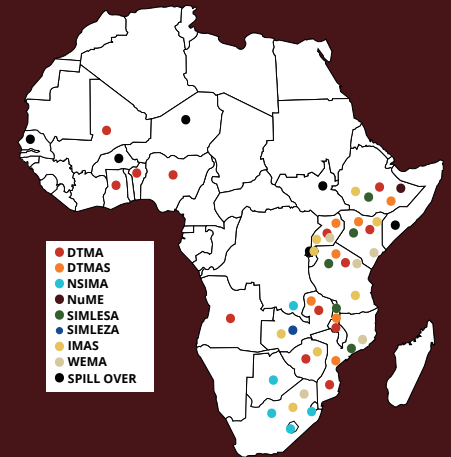 DTMA
DTMAS
NSIMA
NuME
SIMLESA
SIMLEZA
IMAS
WEMA
SPILL OVER